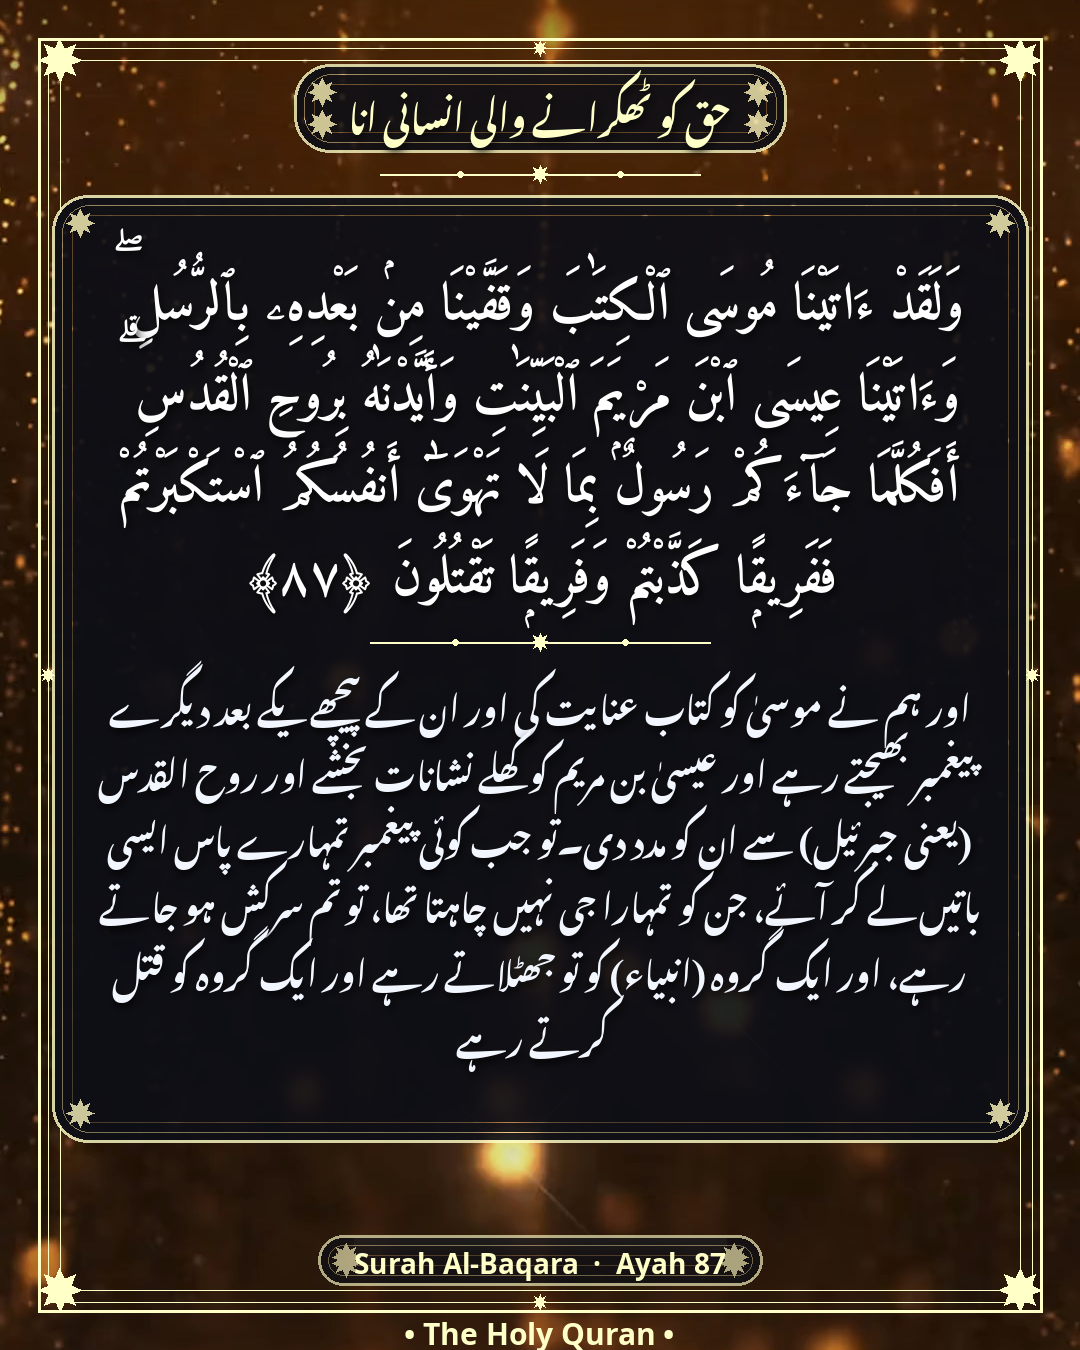 حق کو ٹھکرانے والی انسانی انا
وَلَقَدْ ءَاتَيْنَا مُوسَى ٱلْكِتَٰبَ وَقَفَّيْنَا مِنۢ بَعْدِهِۦ بِٱلرُّسُلِ ۖ
وَءَاتَيْنَا عِيسَى ٱبْنَ مَرْيَمَ ٱلْبَيِّنَٰتِ وَأَيَّدْنَٰهُ بِرُوحِ ٱلْقُدُسِ ۗ
أَفَكُلَّمَا جَآءَكُمْ رَسُولٌۢ بِمَا لَا تَهْوَىٰٓ أَنفُسُكُمُ ٱسْتَكْبَرْتُمْ
فَفَرِيقًۭا كَذَّبْتُمْ وَفَرِيقًۭا تَقْتُلُونَ ﴿٨٧﴾
اور ہم نے موسیٰ کو کتاب عنایت کی اور ان کے پیچھے یکے بعد دیگرے
پیغمبر بھیجتے رہے اور عیسیٰ بن مریم کو کھلے نشانات بخشے اور روح القدس
(یعنی جبرئیل) سے ان کو مدد دی۔تو جب کوئی پیغمبر تمہارے پاس ایسی
باتیں لے کر آئے، جن کو تمہارا جی نہیں چاہتا تھا، تو تم سرکش ہو جاتے
رہے، اور ایک گروہ (انبیاء) کو تو جھٹلاتے رہے اور ایک گروہ کو قتل
کرتے رہے
Surah Al-Baqara · Ayah 87
• The Holy Quran •